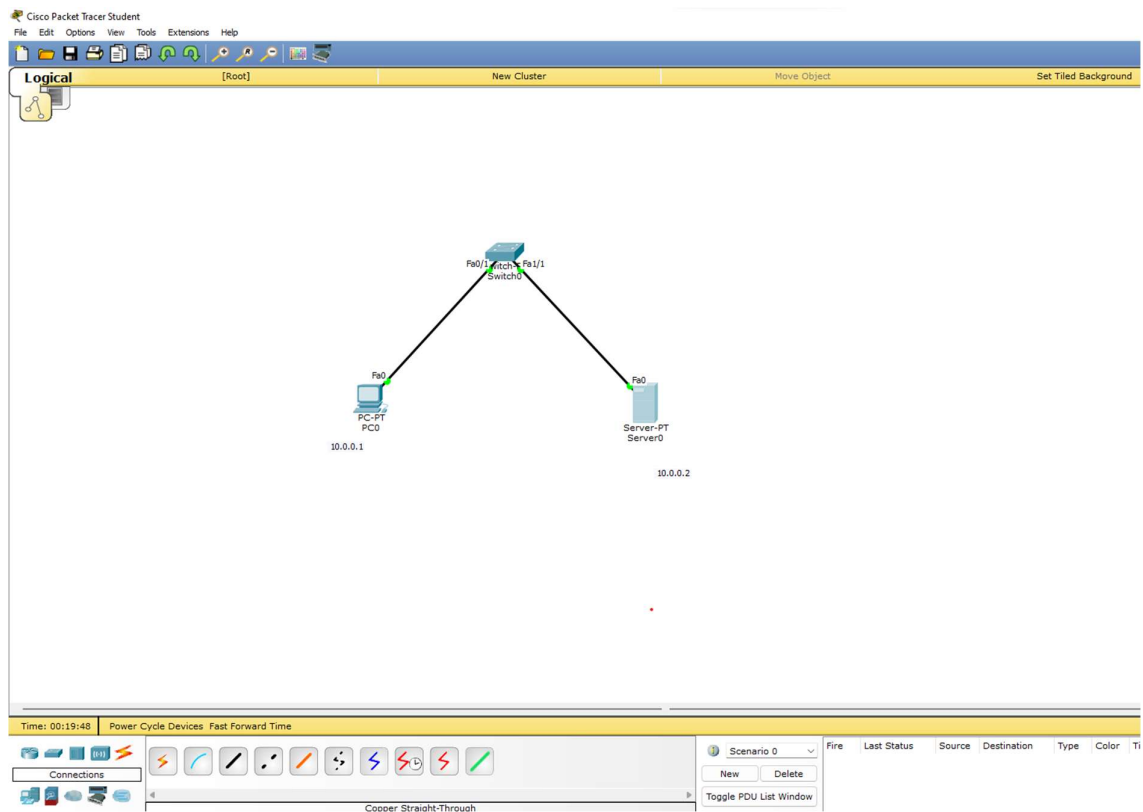 Cisco Packet Tracer Student
File Edit Options View Tools Extensions Help
Logical [Root] New Cluster Move Object Set Tiled Background
Fa0/1 Fa1/1
Switch0
Fa0 Fa0
PC-PT
PC0
Server-PT
Server0
10.0.0.1
10.0.0.2
Time: 00:19:48 Power Cycle Devices Fast Forward Time
Scenario 0 Fire Last Status Source Destination Type Color
Connections New Delete
Toggle PDU List Window
Copper Straight-Through